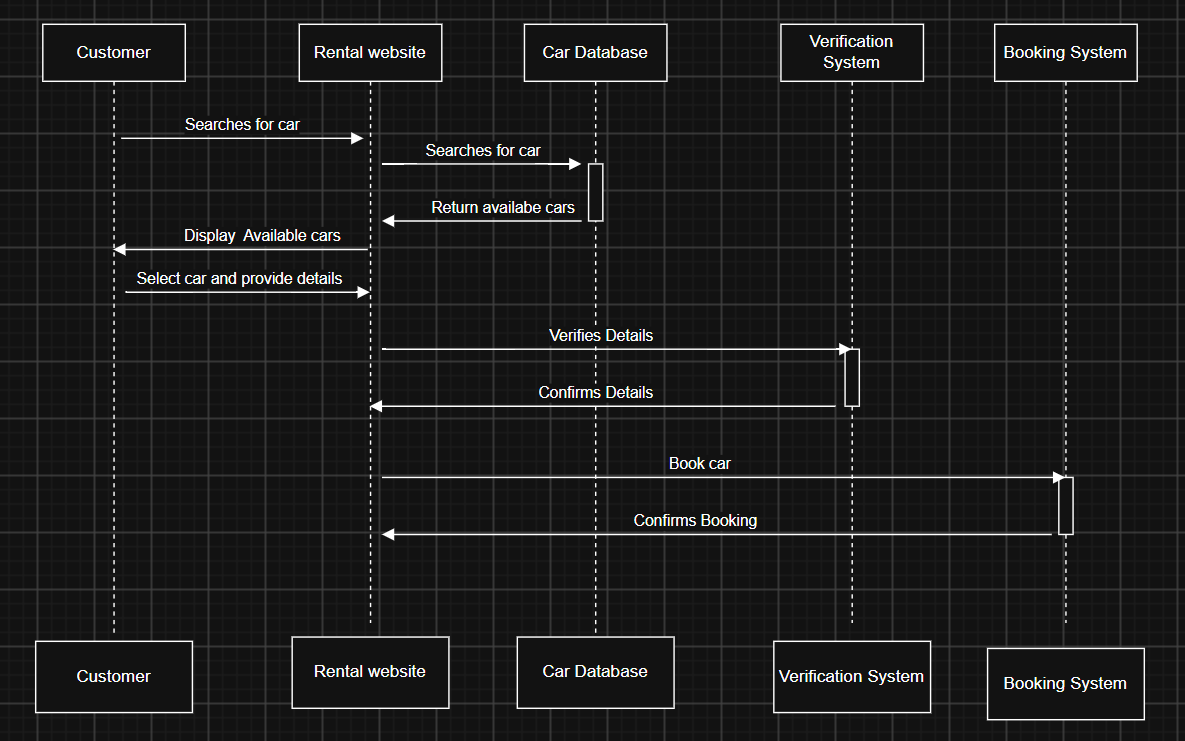 Customer
Rental website
Car Database
Verification
System
Booking System
Searches for car
Searches for car
Return availabe cars
Display  Available cars
Select car and provide details
Verifies Details
Confirms Details
Book car
Confirms Booking
Customer
Rental website
Car Database
Verification System
Booking System